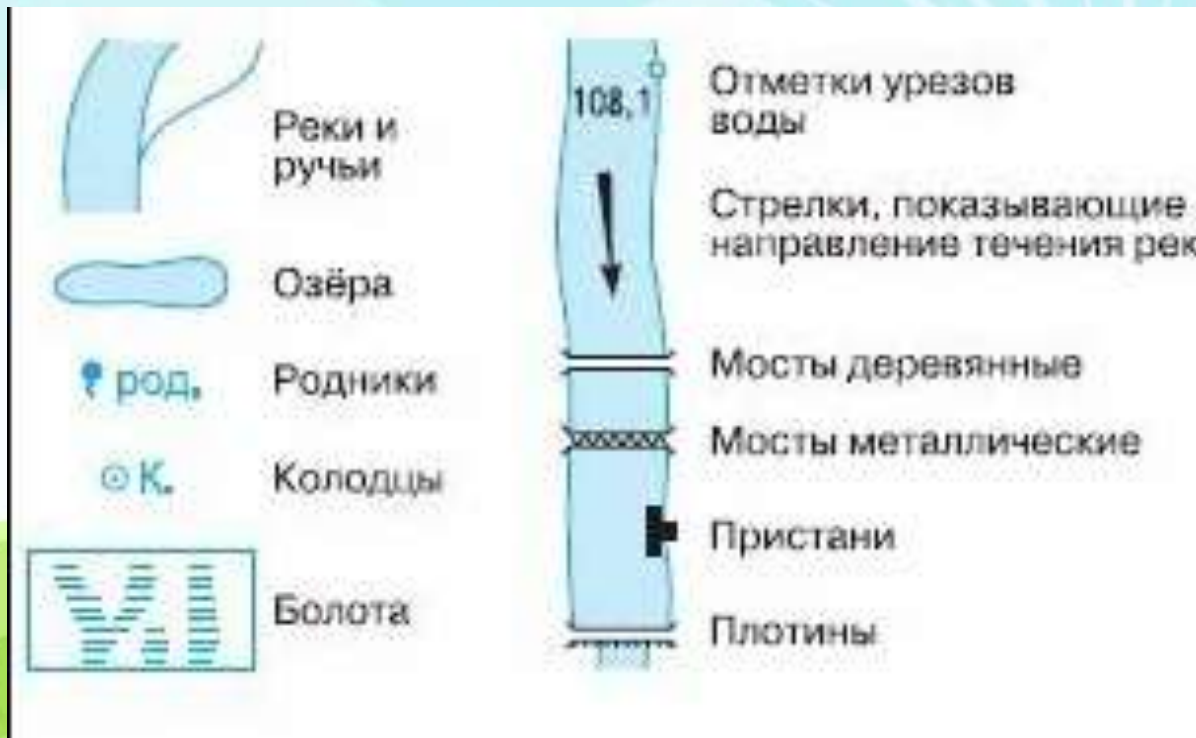 Реки и
ручьи
Озёра
род.
Родники
К.
Колодцы
Болота
108,1
Отметки урезов
воды
Стрелки, показывающие
направление течения рек
Мосты деревянные
Мосты металлические
Пристани
Плотины